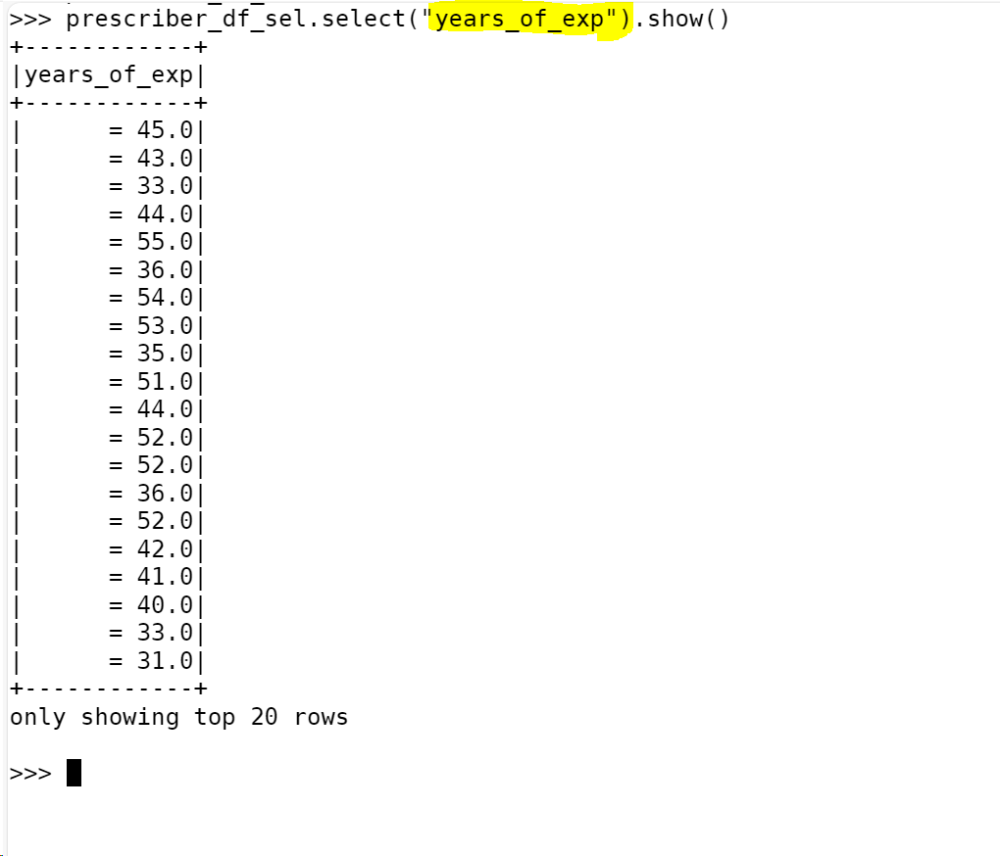 >>> prescriber_df_sel.select("years_of_exp").show()
+------------+
|years_of_exp|
+------------+
|      = 45.0|
|      = 43.0|
|      = 33.0|
|      = 44.0|
|      = 55.0|
|      = 36.0|
|      = 54.0|
|      = 53.0|
|      = 35.0|
|      = 51.0|
|      = 44.0|
|      = 52.0|
|      = 52.0|
|      = 36.0|
|      = 52.0|
|      = 42.0|
|      = 41.0|
|      = 40.0|
|      = 33.0|
|      = 31.0|
+------------+
only showing top 20 rows
>>>